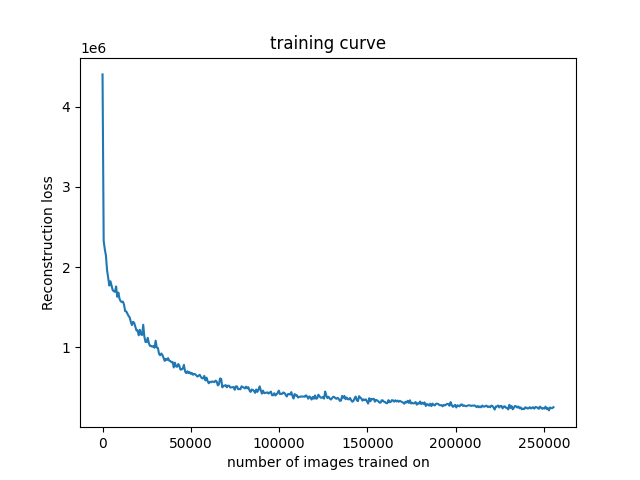 training curve
1e6
4
3
2
1
Reconstruction loss
0 50000 100000 150000 200000 250000
number of images trained on